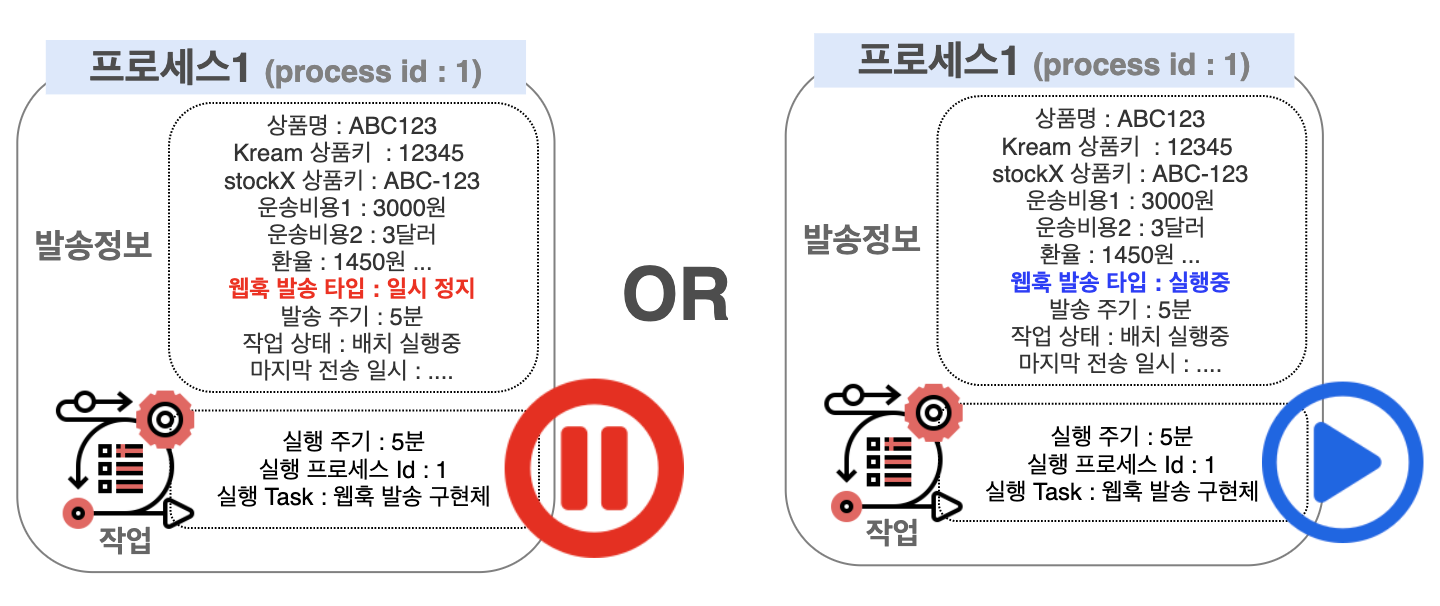 프로세스1 (process id : 1)
상품명 : ABC123
Kream 상품키 : 12345
stockX 상품키 : ABC-123
운송비용1 : 3000원
운송비용2 : 3달러
환율 : 1450원 ...
웹훅 발송 타입 : 일시 정지
발송 주기 : 5분
작업 상태 : 배치 실행중
마지막 전송 일시 : ....
발송정보
실행 주기 : 5분
실행 프로세스 Id : 1
실행 Task : 웹훅 발송 구현체
작업
OR
프로세스1 (process id : 1)
상품명 : ABC123
Kream 상품키 : 12345
stockX 상품키 : ABC-123
운송비용1 : 3000원
운송비용2 : 3달러
환율 : 1450원 ...
웹훅 발송 타입 : 실행중
발송 주기 : 5분
작업 상태 : 배치 실행중
마지막 전송 일시 : ....
발송정보
실행 주기 : 5분
실행 프로세스 Id : 1
실행 Task : 웹훅 발송 구현체
작업